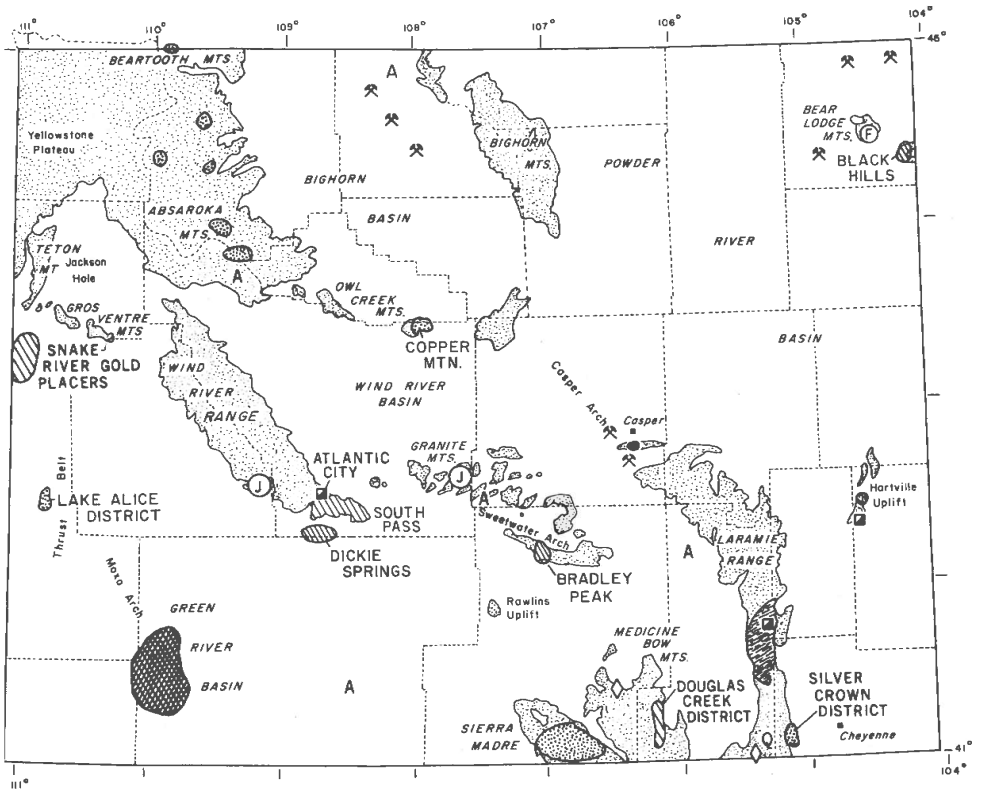 111° 110° 109° 108° 107° 106° 105° 104°
45°
BEARTOOTH MTS.
A
Yellowstone
Plateau
BIGHORN
MTS.
BEAR
LODGE
MTS.
F
BLACK
HILLS
POWDER
BIGHORN
BASIN
ABSAROKA
MTS.
A
RIVER
TETON
MT
Jackson
Hole
GROS
VENTRE
MTS
OWL
CREEK
MTS.
COPPER
MTN.
BASIN
SNAKE
RIVER GOLD
PLACERS
WIND
RIVER
RANGE
WIND RIVER
BASIN
Casper Arch
Casper
GRANITE
MTS.
J
J
A
ATLANTIC
CITY
SOUTH
PASS
Sweetwater Arch
Hartville
Uplift
LAKE ALICE
DISTRICT
Thrust Belt
DICKIE
SPRINGS
BRADLEY
PEAK
A
LARAMIE
RANGE
Moxa Arch
GREEN
RIVER
BASIN
Rawlins
Uplift
A
MEDICINE
BOW
MTS.
DOUGLAS
CREEK
DISTRICT
SILVER
CROWN
DISTRICT
SIERRA
MADRE
Cheyenne
41°
111° 104°